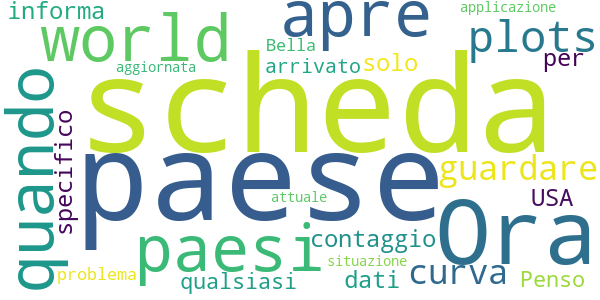 informa
world
apre
applicazione
plots
Bella
aggiornata
arrivato
solo
per
quando
scheda
specifico
paese
guardare
attuale
USA
Ora
paesi
contaggio
situazione
curva
problema
qualsiasi
dati
Penso